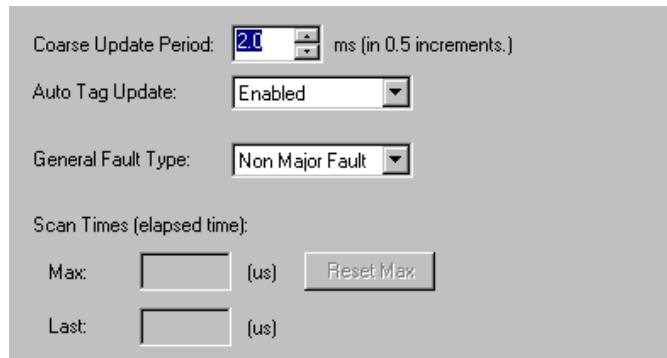 Coarse Update Period: 2.0 ms (in 0.5 increments.)
Auto Tag Update: Enabled
General Fault Type: Non Major Fault
Scan Times (elapsed time):
Max: (us) Reset Max
Last: (us)